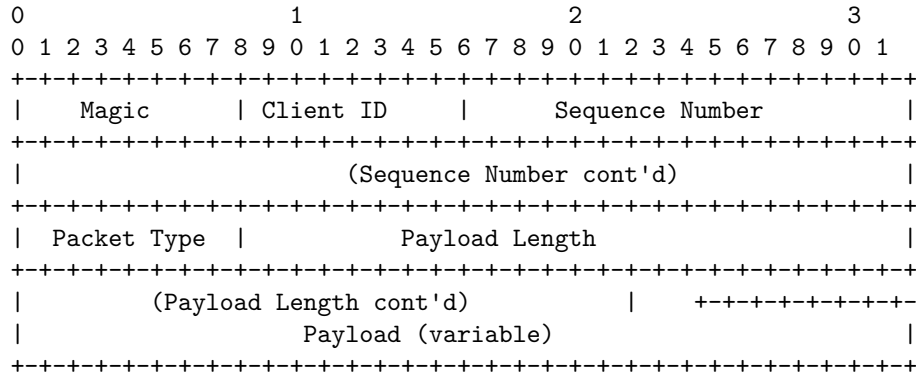 0                   1                   2                   3
0 1 2 3 4 5 6 7 8 9 0 1 2 3 4 5 6 7 8 9 0 1 2 3 4 5 6 7 8 9 0 1
+-+-+-+-+-+-+-+-+-+-+-+-+-+-+-+-+-+-+-+-+-+-+-+-+-+-+-+-+-+-+-+-+
|    Magic      | Client ID     |      Sequence Number          |
+-+-+-+-+-+-+-+-+-+-+-+-+-+-+-+-+-+-+-+-+-+-+-+-+-+-+-+-+-+-+-+-+
|                       (Sequence Number cont'd)                |
+-+-+-+-+-+-+-+-+-+-+-+-+-+-+-+-+-+-+-+-+-+-+-+-+-+-+-+-+-+-+-+-+
|  Packet Type  |           Payload Length                      |
+-+-+-+-+-+-+-+-+-+-+-+-+-+-+-+-+-+-+-+-+-+-+-+-+-+-+-+-+-+-+-+-+
|         (Payload Length cont'd)           |    +-+-+-+-+-+-+-+-
|                    Payload (variable)                         |
+-+-+-+-+-+-+-+-+-+-+-+-+-+-+-+-+-+-+-+-+-+-+-+-+-+-+-+-+-+-+-+-+